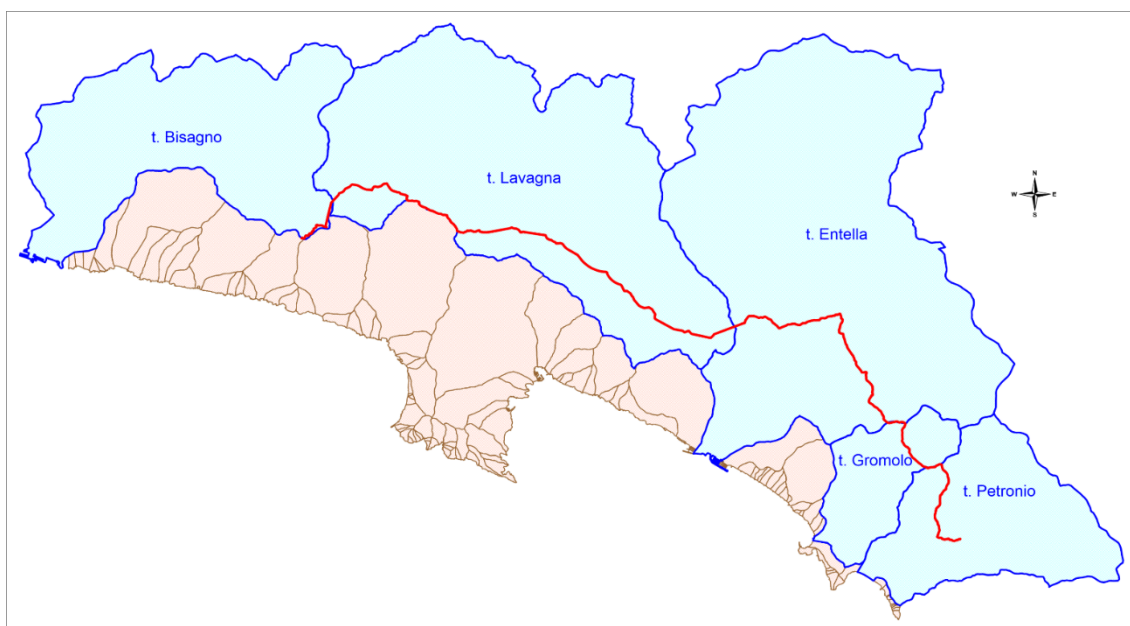 t. Bisagno
t. Lavagna
t. Entella
N
W E
S
t. Gromolo
t. Petronio